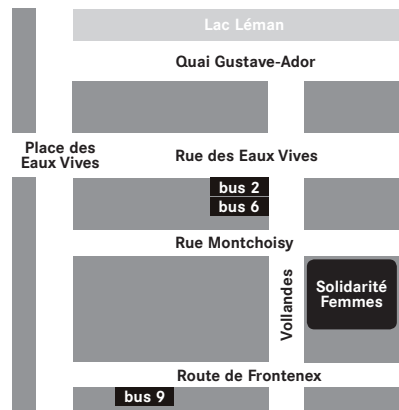 Lac Léman
Quai Gustave-Ador
Place des
Eaux Vives
Rue des Eaux Vives
bus 2
bus 6
Rue Montchoisy
Vollandes
Solidarité
Femmes
Route de Frontenex
bus 9